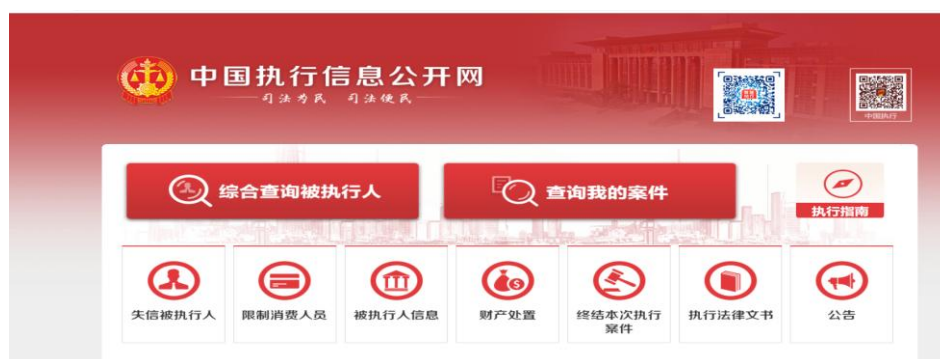 中国执行信息公开网
司法为民 司法便民
中国执行
综合查询被执行人
查询我的案件
执行指南
失信被执行人
限制消费人员
被执行人信息
财产处置
终结本次执行
案件
执行法律文书
公告